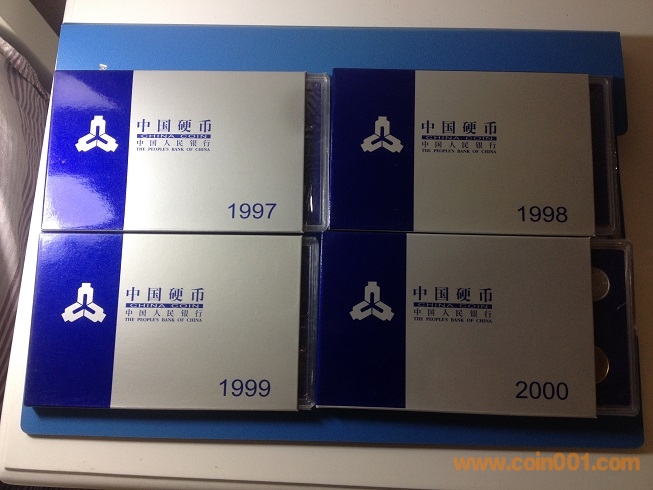 中国硬币
CHINA COIN
中国人民银行
THE PEOPLE'S BANK OF CHINA
1997
中国硬币
CHINA COIN
中国人民银行
THE PEOPLE'S BANK OF CHINA
1998
中国硬币
CHINA COIN
中国人民银行
THE PEOPLE'S BANK OF CHINA
1999
中国硬币
CHINA COIN
中国人民银行
THE PEOPLE'S BANK OF CHINA
2000
www.coin001.com